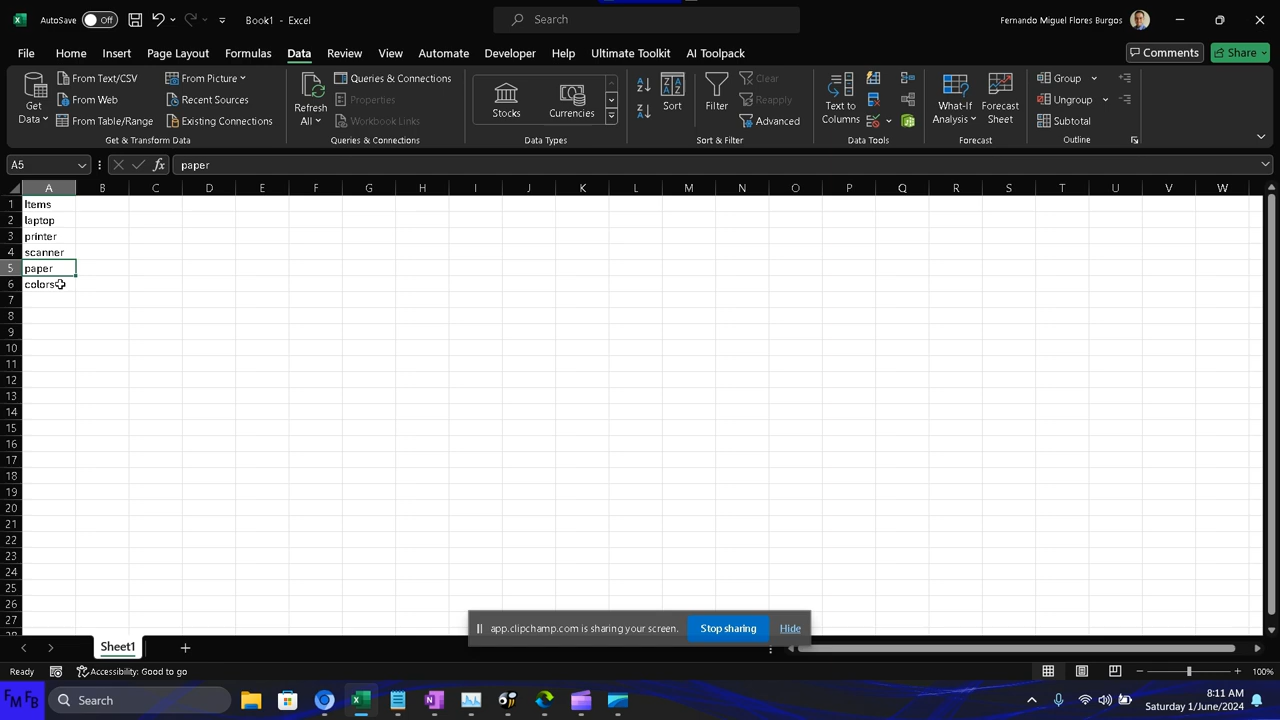 AutoSave Off Book1 - Excel Search Fernando Miguel Flores Burgos
File Home Insert Page Layout Formulas Data Review View Automate Developer Help Ultimate Toolkit AI Toolpack Comments Share
Get Data
From Text/CSV
From Web
From Table/Range
From Picture
Recent Sources
Existing Connections
Get & Transform Data
Refresh All
Queries & Connections
Properties
Workbook Links
Queries & Connections
Stocks
Currencies
Data Types
Sort
Filter
Clear
Reapply
Advanced
Sort & Filter
Text to Columns
Data Tools
What-If Analysis
Forecast Sheet
Forecast
Group
Ungroup
Subtotal
Outline
A5 fx paper
A B C D E F G H I J K L M N O P Q R S T U V W
1 Items
2 laptop
3 printer
4 scanner
5 paper
6 colors
7
8
9
10
11
12
13
14
15
16
17
18
19
20
21
22
23
24
25
26
27
28
app.clipchamp.com is sharing your screen. Stop sharing Hide
Sheet1
Ready Accessibility: Good to go 100%
FM FB Search 8:11 AM
Saturday 1/June/2024